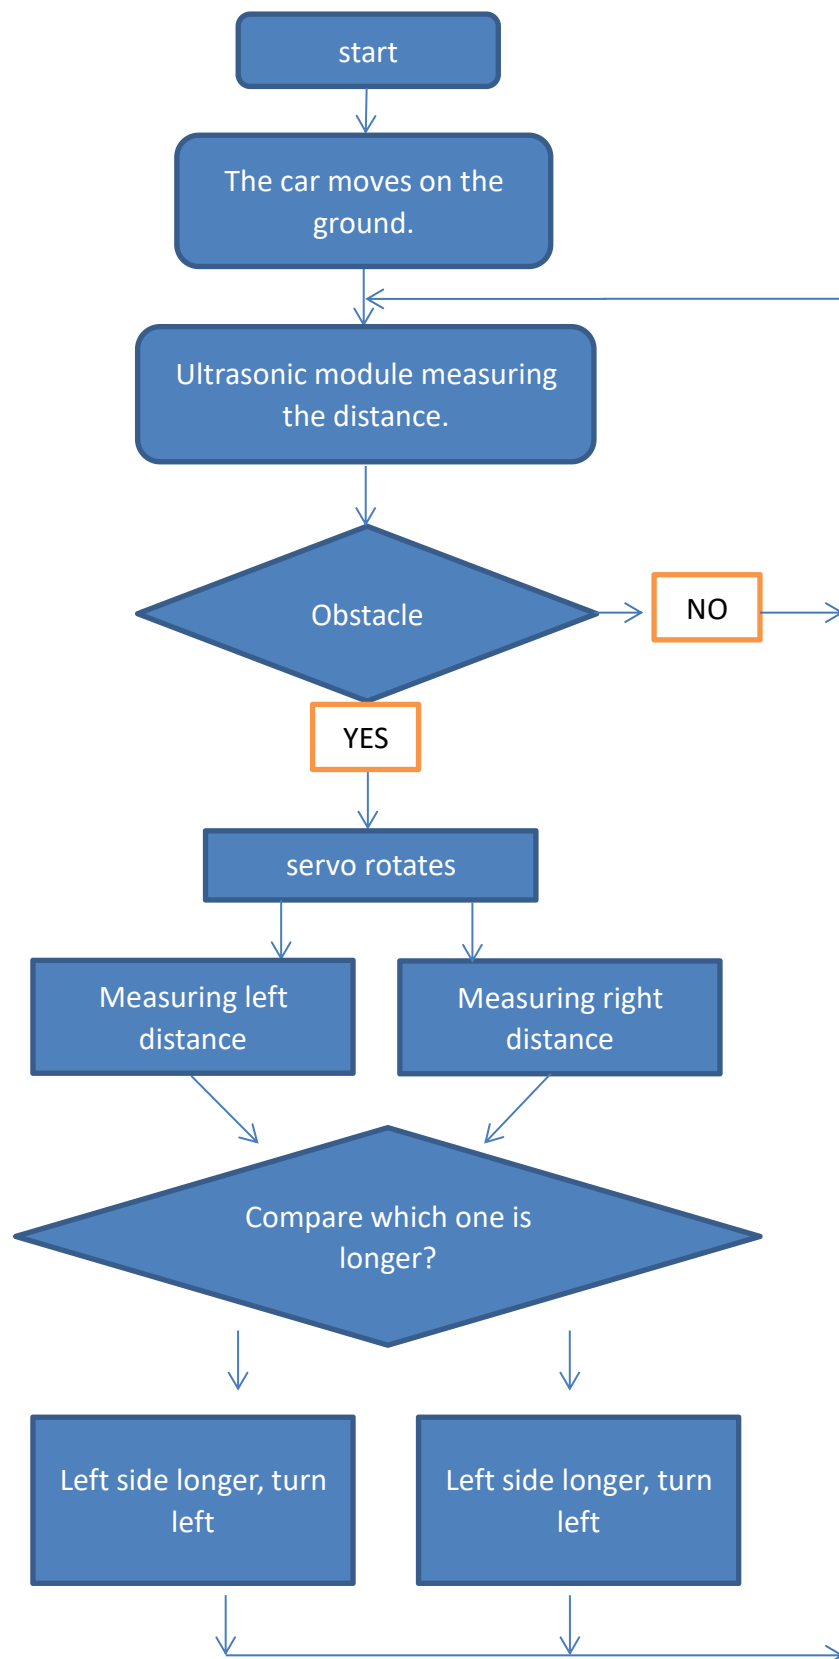 start
The car moves on the
ground.
Ultrasonic module measuring
the distance.
Obstacle
NO
YES
servo rotates
Measuring left
distance
Measuring right
distance
Compare which one is
longer?
Left side longer, turn
left
Left side longer, turn
left